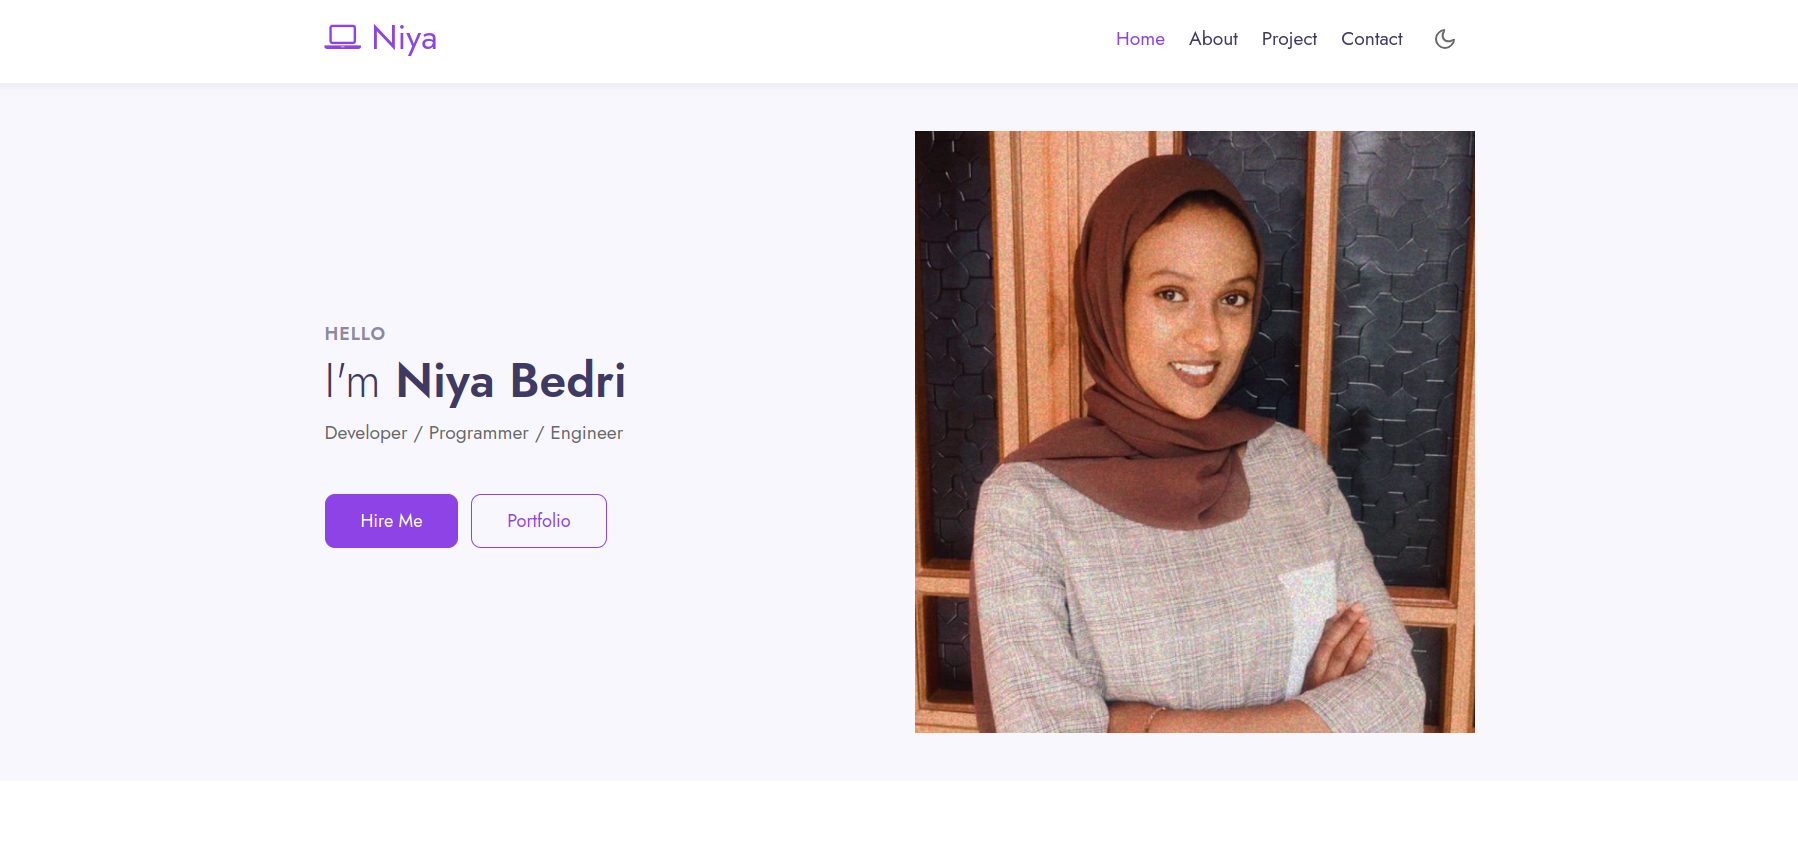 Niya
Home About Project Contact
HELLO
I'm Niya Bedri
Developer / Programmer / Engineer
Hire Me Portfolio